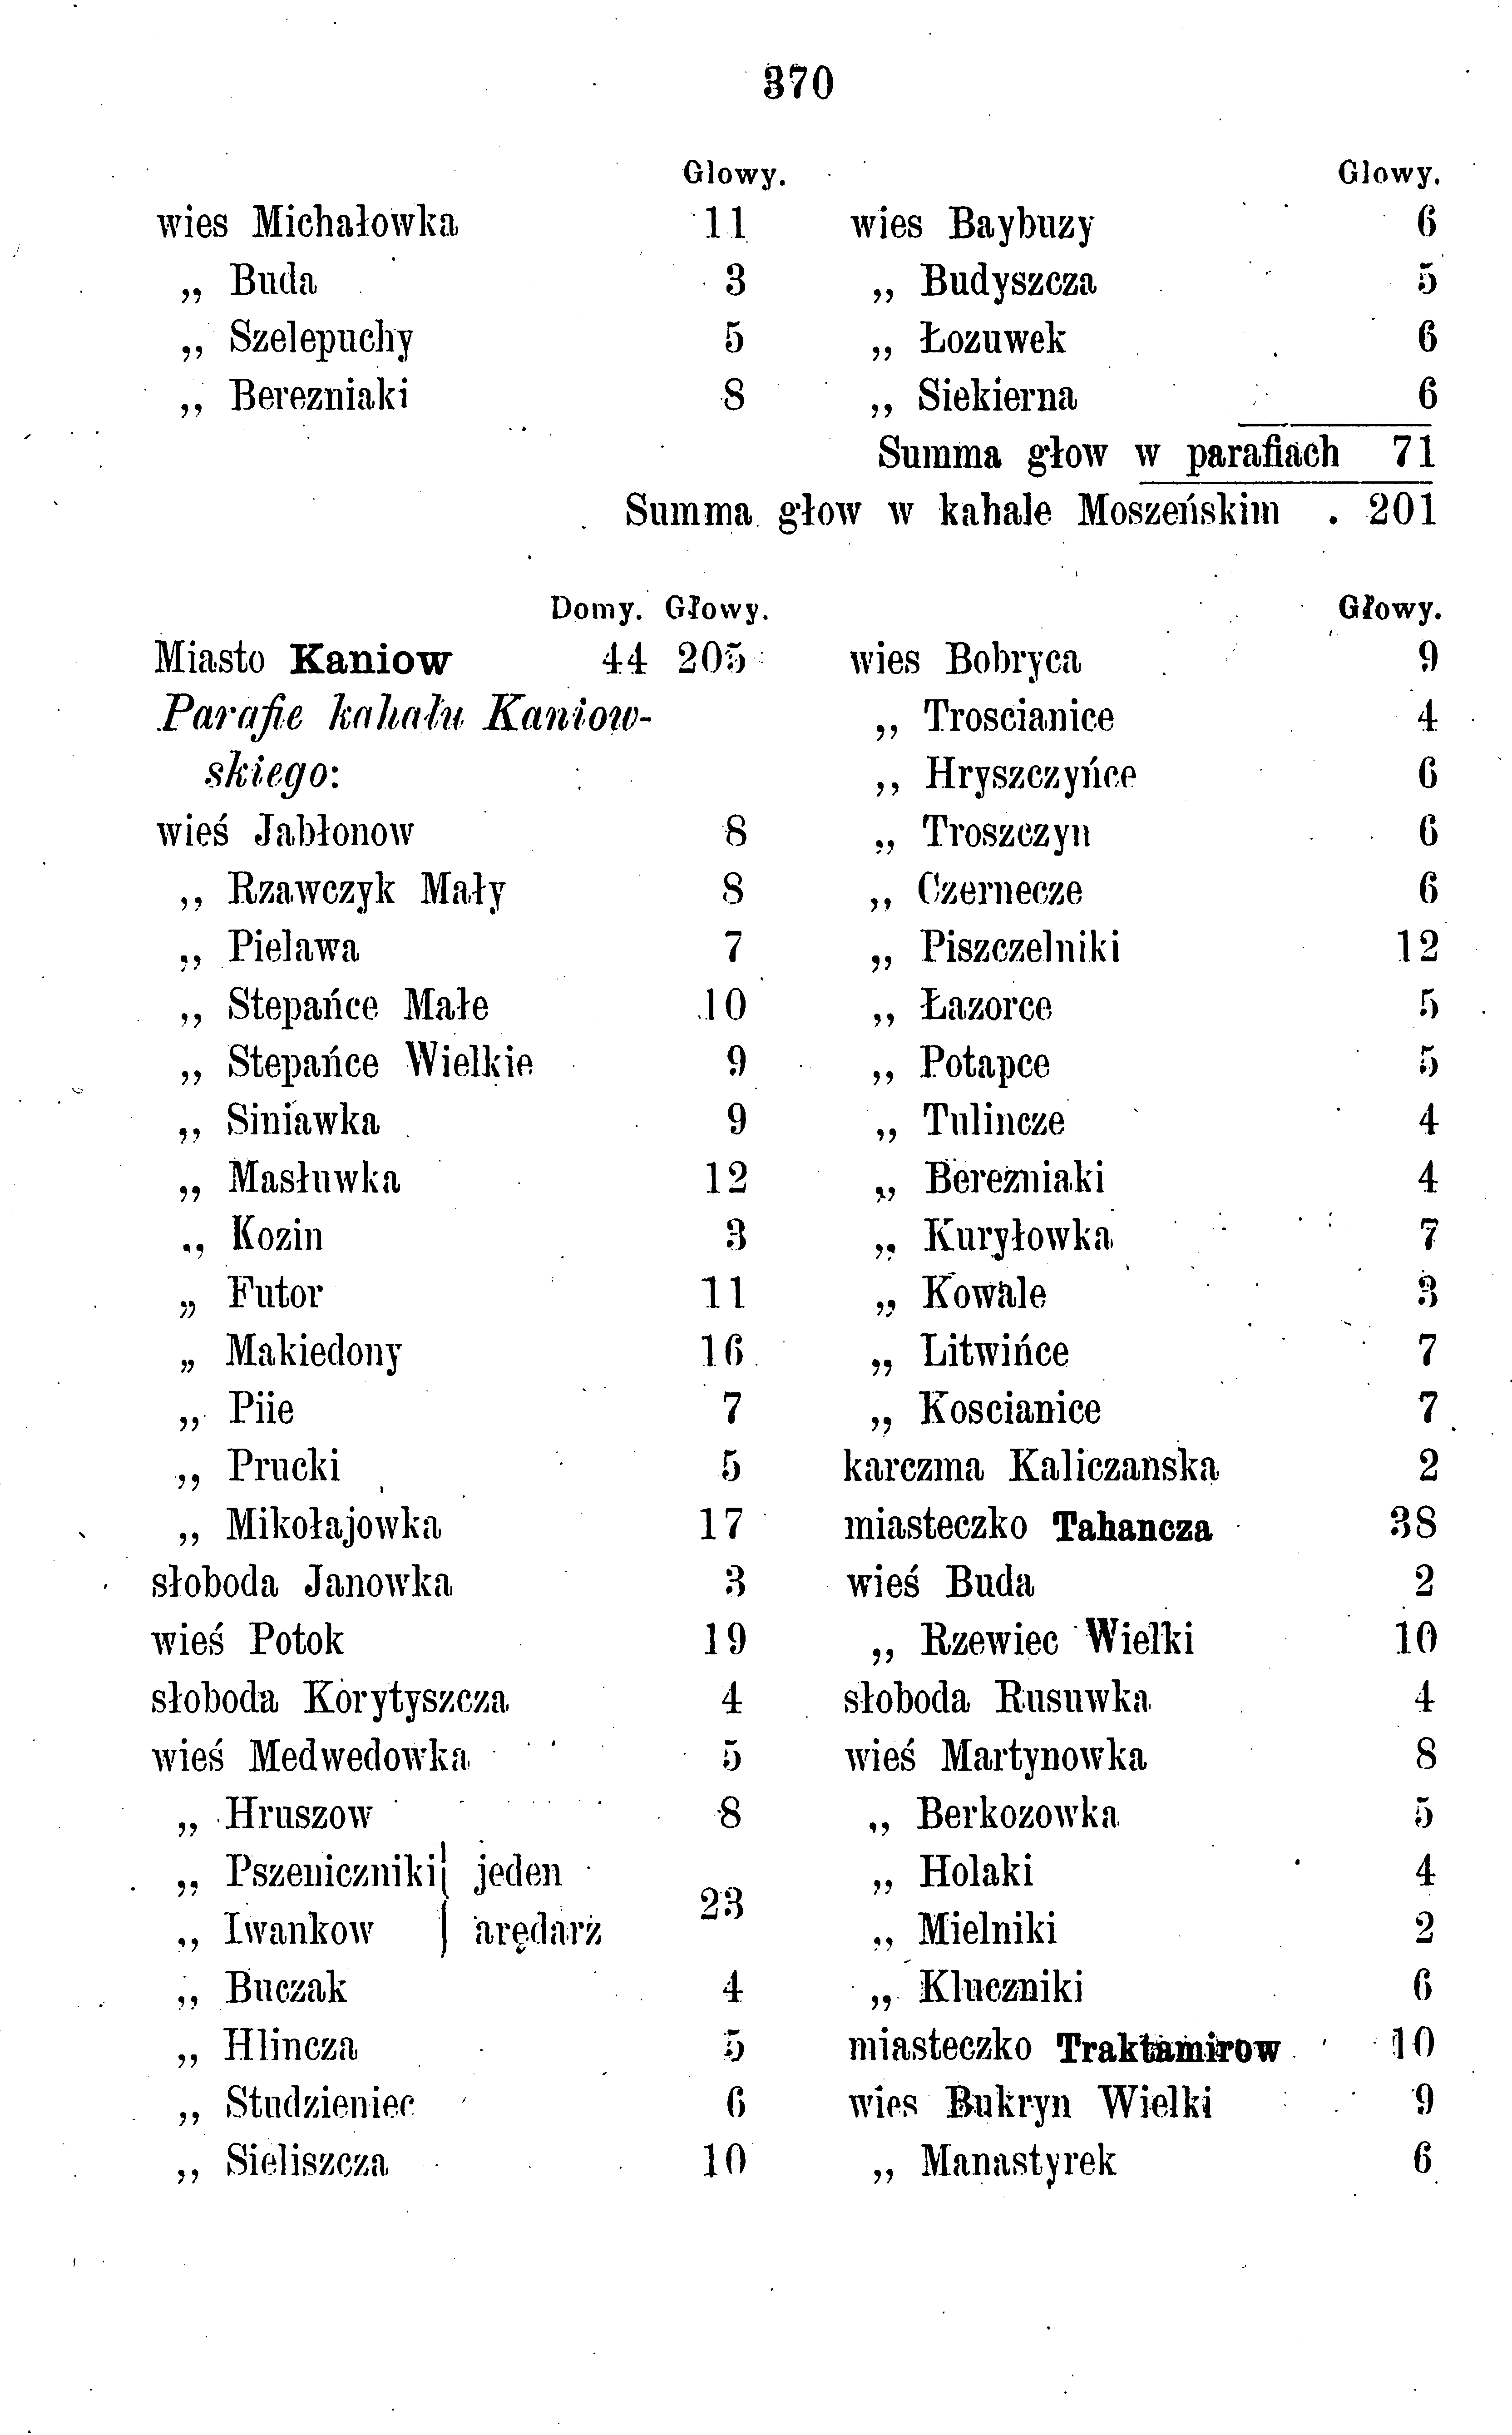 370
Glowy.
wies Michałowka 11
„ Buda 3
„ Szelepuchy 5
„ Berezniaki 8
Glowy.
wies Baybuzy 6
„ Budyszcza 5
„ Łozuwek 6
„ Siekierna 6
Summa głow w parafiach 71
Summa głow w kahale Moszeńskim . 201
Domy. Głowy.
Miasto Kaniow 44 205
Parafie kahału Kaniow-
skiego:
wieś Jabłonow 8
„ Rzawczyk Mały 8
„ Pielawa 7
„ Stepańce Małe 10
„ Stepańce Wielkie 9
„ Siniawka 9
„ Masłuwka 12
„ Kozin 3
„ Futor 11
„ Makiedony 16
„ Piie 7
„ Prucki 5
„ Mikołajowka 17
słoboda Janowka 3
wieś Potok 19
słoboda Korytyszcza 4
wieś Medwedowka 5
„ Hruszow 8
„ Pszeniczniki jeden
„ Iwankow arędarz 23
„ Buczak 4
„ Hlincza 5
„ Studzieniec 6
„ Sieliszcza 10
Głowy.
wies Bobryca 9
„ Troscianice 4
„ Hryszczyńce 6
„ Troszczyn 6
„ Czernecze 6
„ Piszczelniki 12
„ Łazorce 5
„ Potapce 5
„ Tulincze 4
„ Berezniaki 4
„ Kuryłowka 7
„ Kowale 3
„ Litwińce 7
„ Koscianice 7
karczma Kaliczanska 2
miasteczko Tahancza 38
wieś Buda 2
„ Rzewiec Wielki 10
słoboda Rusuwka 4
wieś Martynowka 8
„ Berkozowka 5
„ Holaki 4
„ Mielniki 2
„ Kluczniki 6
miasteczko Traktamirow 10
wies Bukryn Wielki 9
„ Manastyrek 6